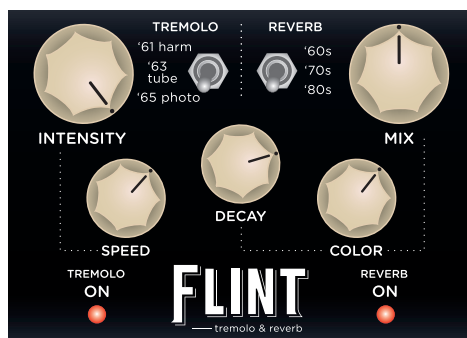 TREMOLO
REVERB
‘61 harm
‘63
tube
‘65 photo
‘60s
‘70s
‘80s
INTENSITY
MIX
DECAY
SPEED
COLOR
TREMOLO
ON
REVERB
ON
FLINT
tremolo & reverb